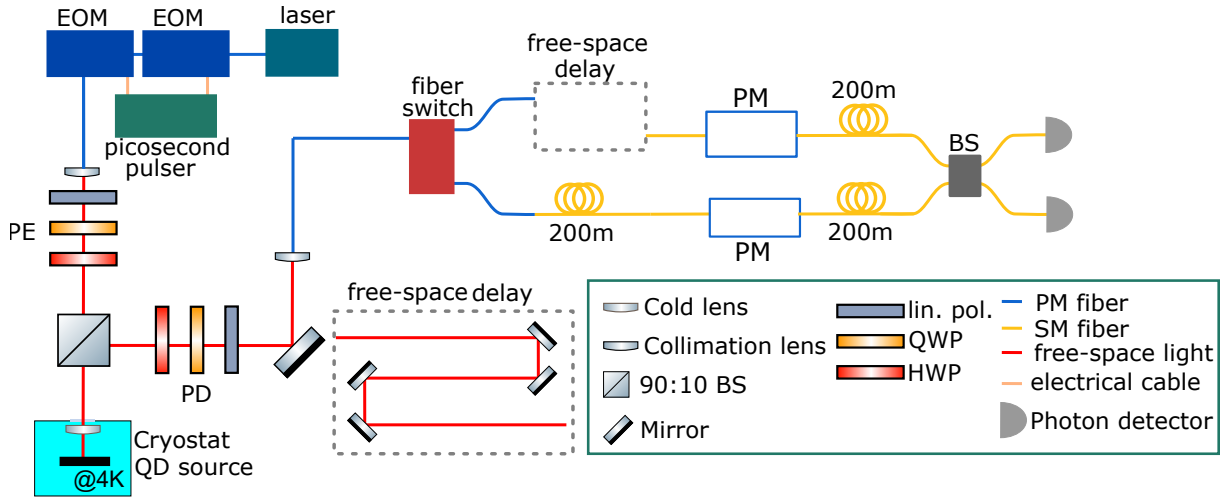 EOM
EOM
laser
picosecond
pulser
PE
PD
Cryostat
QD source
@4K
fiber
switch
free-space
delay
PM
200m
BS
200m
PM
200m
free-space delay
Cold lens
Collimation lens
90:10 BS
Mirror
lin. pol.
QWP
HWP
PM fiber
SM fiber
free-space light
electrical cable
Photon detector